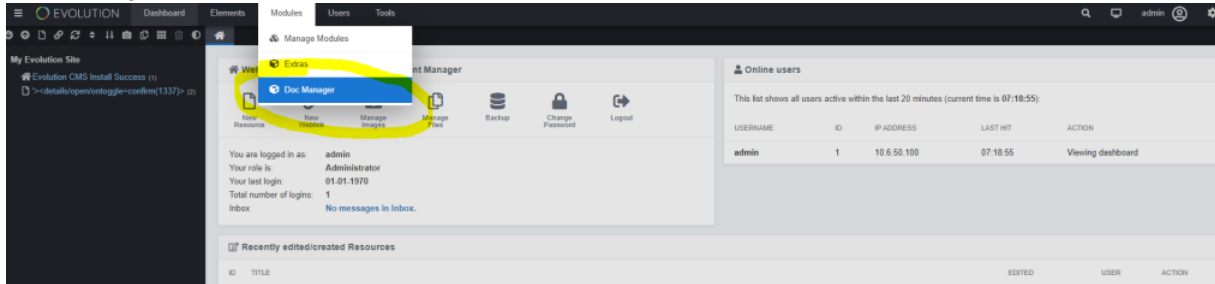 EVOLUTION Dashboard Elements Modules Users Tools admin
Manage Modules
Extras
Doc Manager
My Evolution Site
Evolution CMS Install Success (1)
'><details/open/ontoggle=confirm(1337)> (2)
Wel
nt Manager
New Resource
New Weblink
Manage Images
Manage Files
Backup
Change Password
Logout
You are logged in as: admin
Your role is: Administrator
Your last login: 01-01-1970
Total number of logins: 1
Inbox No messages in Inbox.
Online users
This list shows all users active within the last 20 minutes (current time is 07:18:55):
USERNAME ID IP ADDRESS LAST HIT ACTION
admin 1 10.6.50.100 07:18:55 Viewing dashboard
Recently edited/created Resources
ID TITLE EDITED USER ACTION